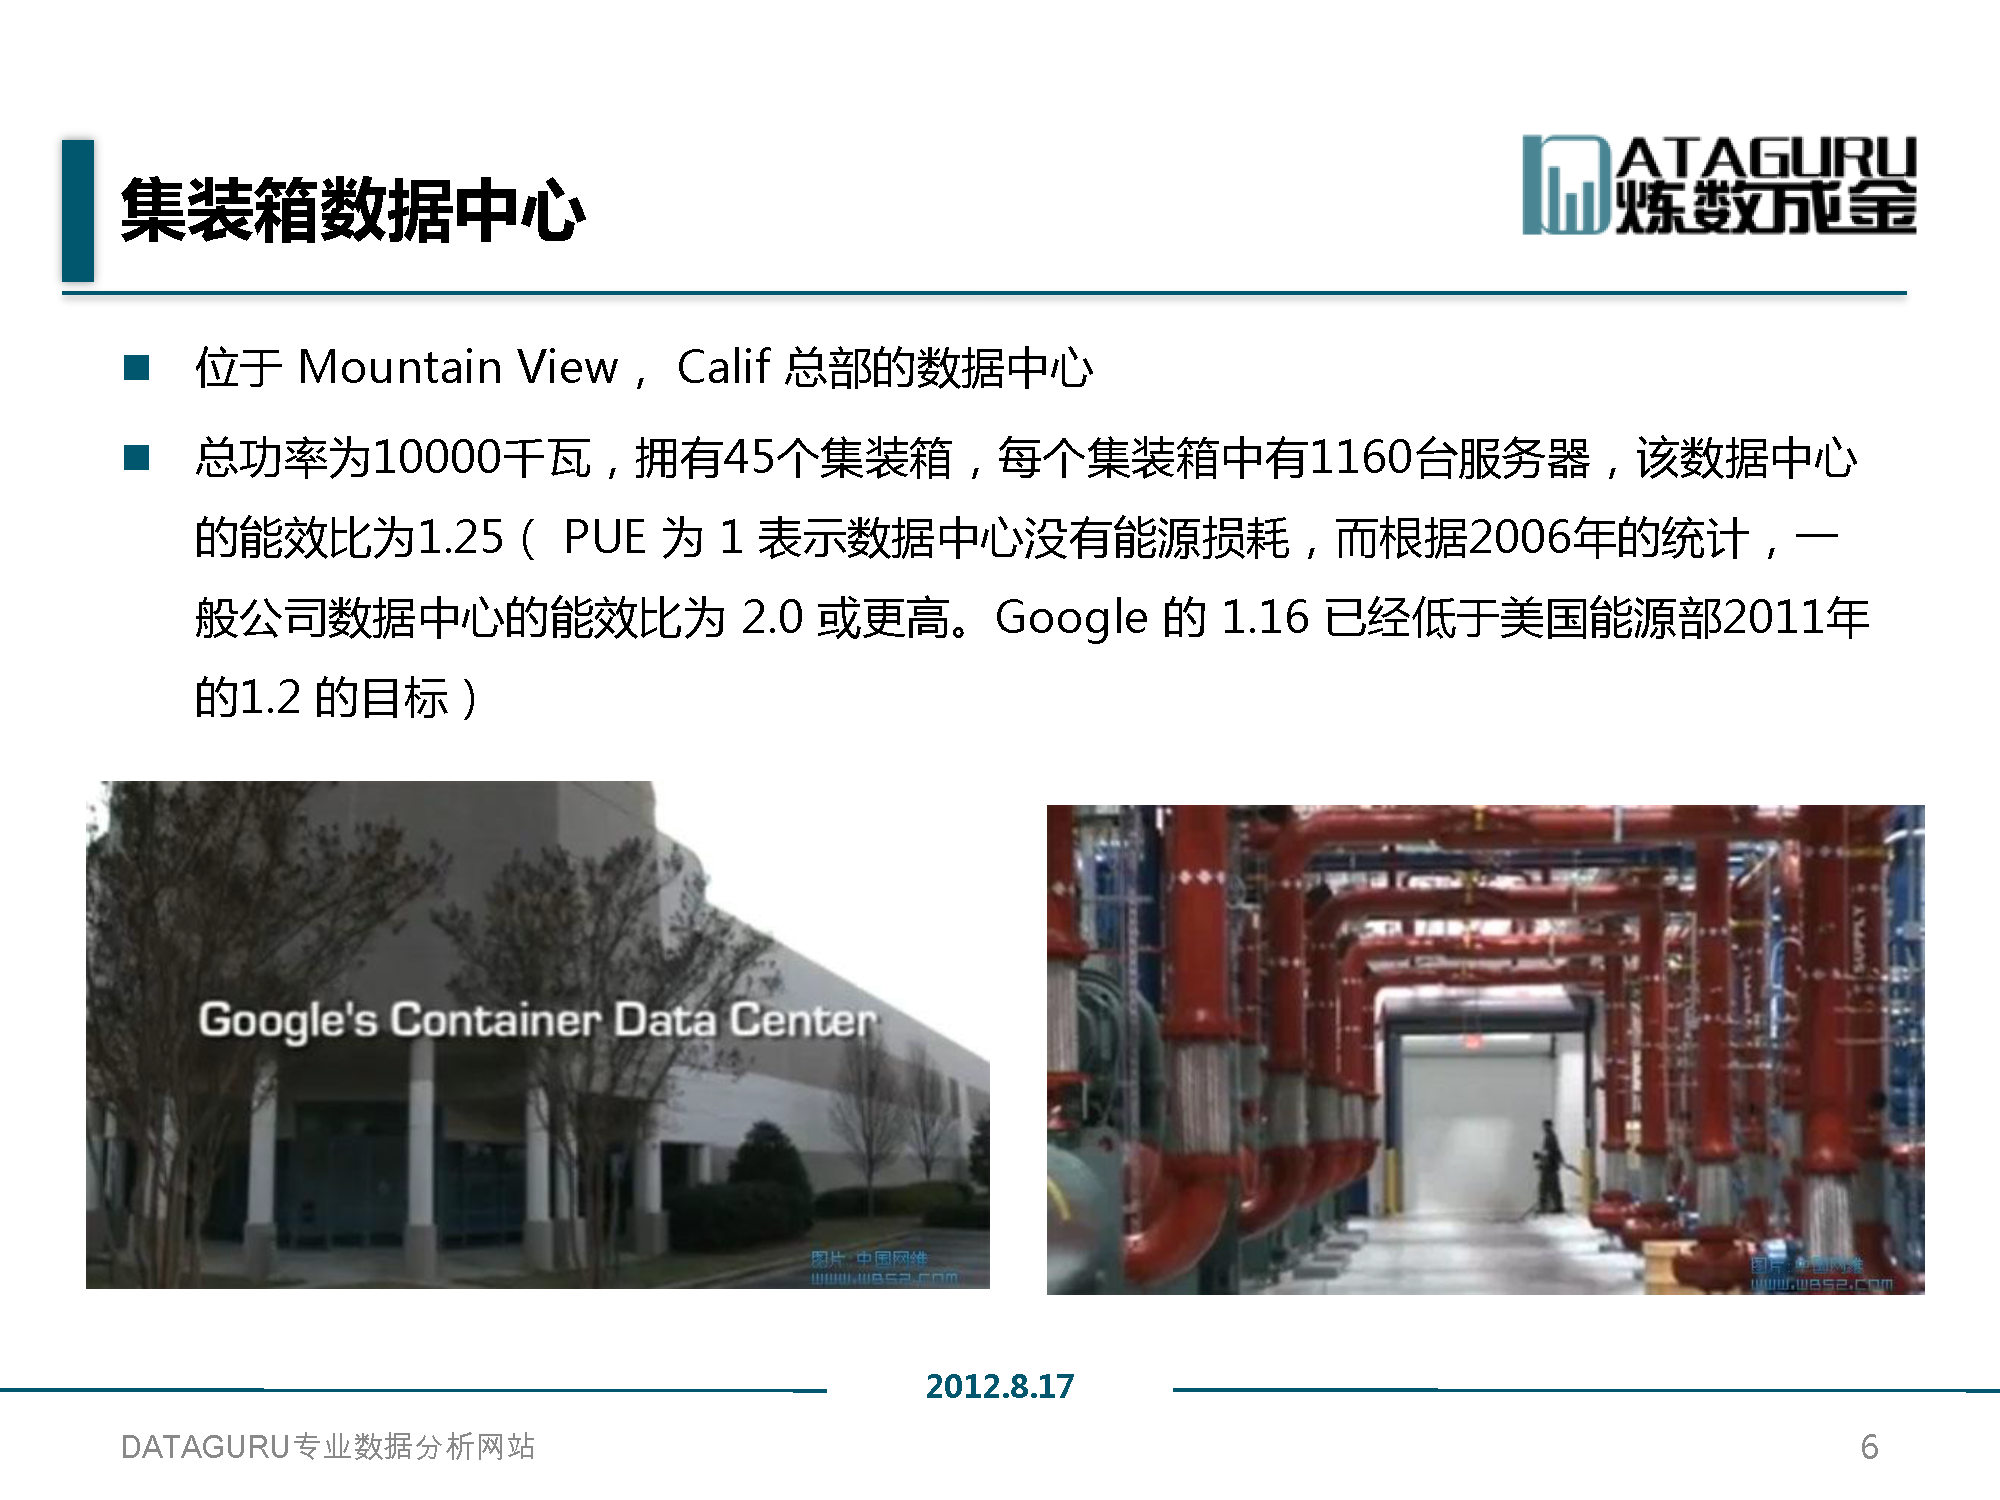 集装箱数据中心
DATAGURU
炼数成金
位于 Mountain View， Calif 总部的数据中心
总功率为10000千瓦，拥有45个集装箱，每个集装箱中有1160台服务器，该数据中心
的能效比为1.25（ PUE 为 1 表示数据中心没有能源损耗，而根据2006年的统计，一
般公司数据中心的能效比为 2.0 或更高。Google 的 1.16 已经低于美国能源部2011年
的1.2 的目标）
Google's Container Data Center
图片:中国网维
www.wbs2.com
SUPPLY
图片:中国网维
www.wbs2.com
2012.8.17
DATAGURU专业数据分析网站
6